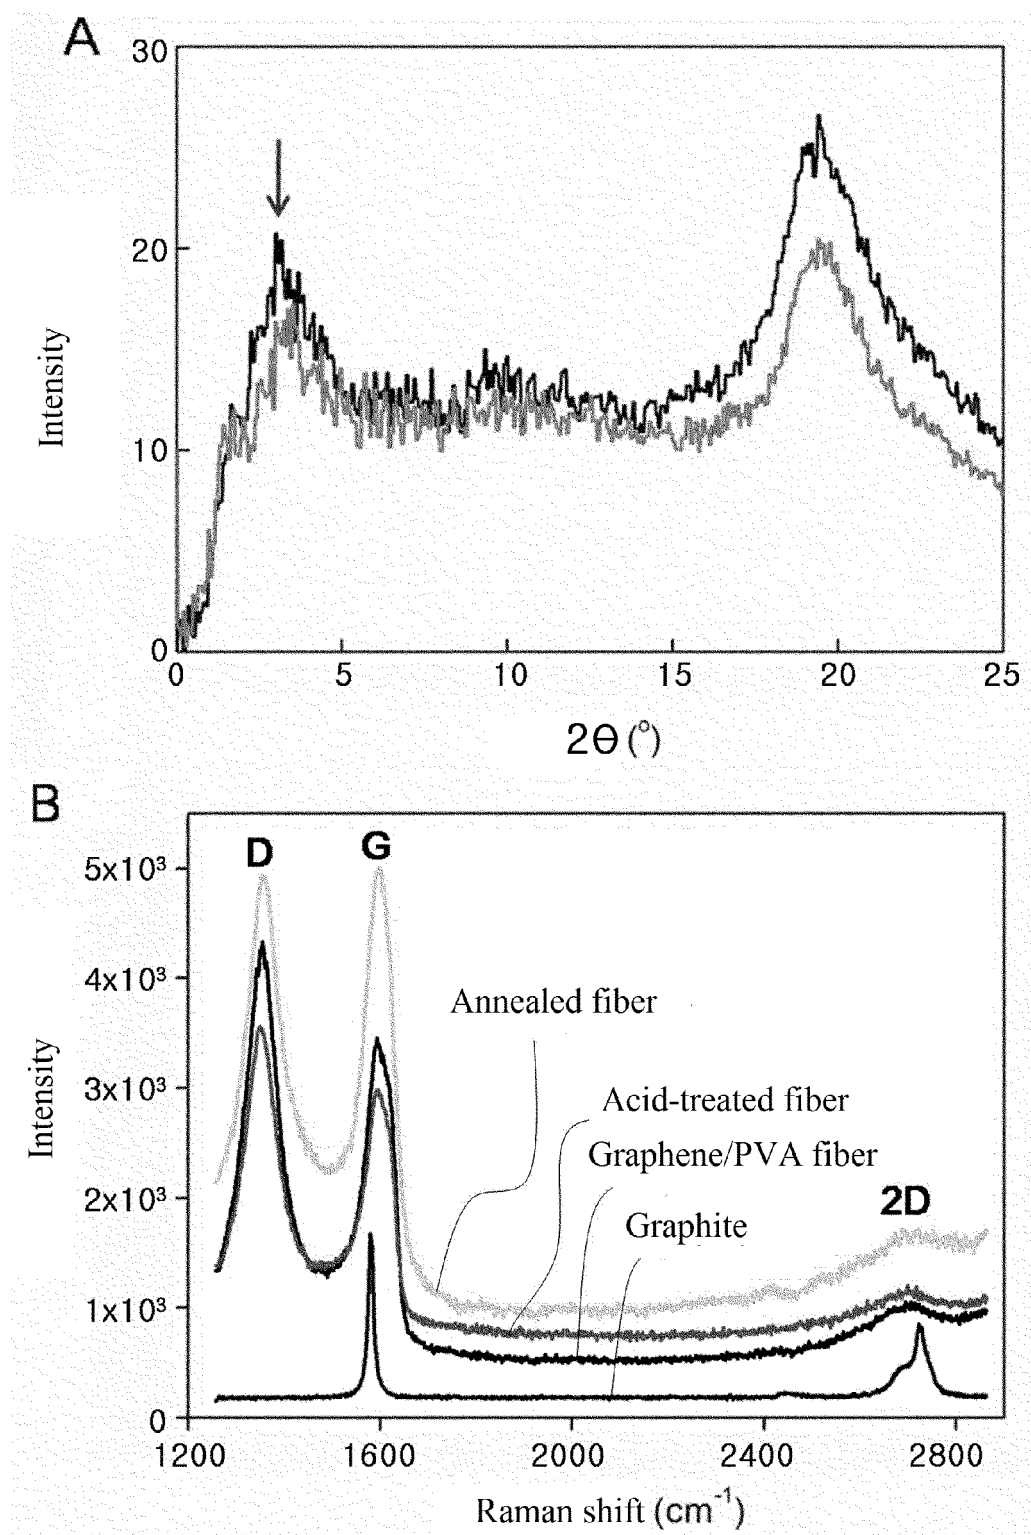 A
30
20
10
0
Intensity
0 5 10 15 20 25
2Θ (°)
B
D G
5x10³
4x10³
3x10³
2x10³
1x10³
0
Intensity
Annealed fiber
Acid-treated fiber
Graphene/PVA fiber
Graphite
2D
1200 1600 2000 2400 2800
Raman shift (cm⁻¹)